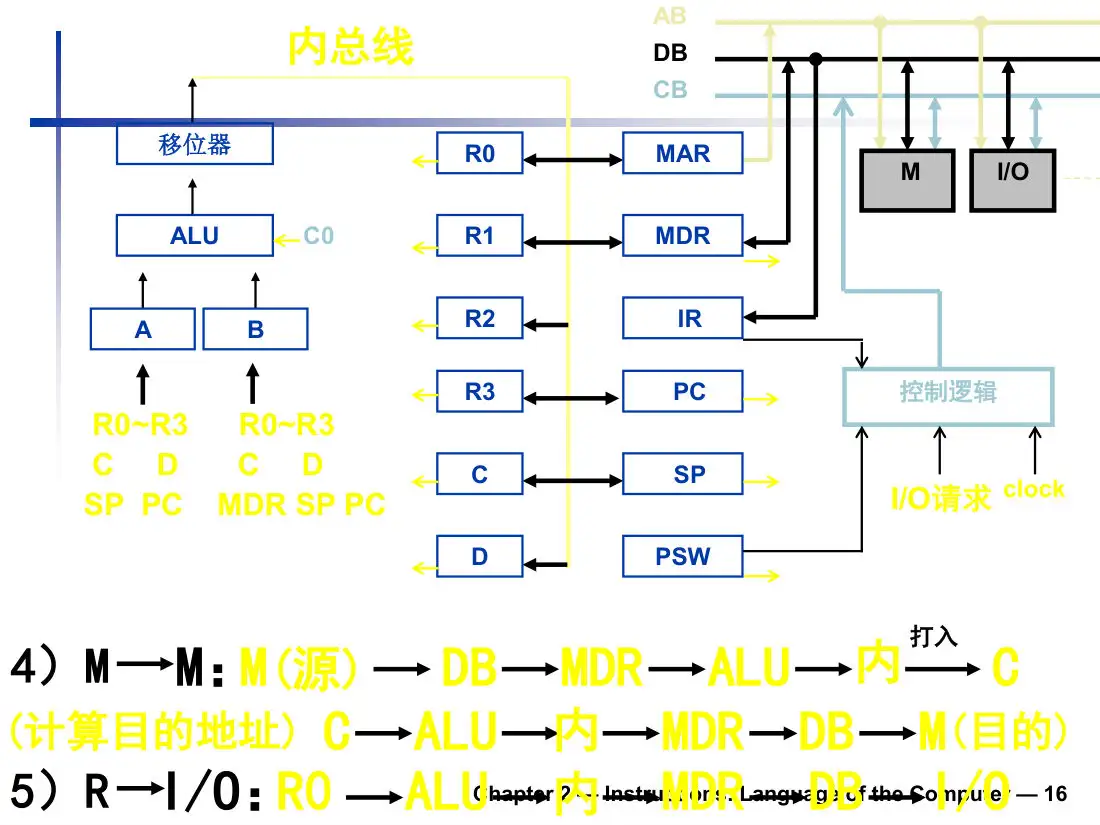 内总线
AB
DB
CB
移位器
R0
MAR
M
I/O
ALU
C0
R1
MDR
A
B
R2
IR
R3
PC
控制逻辑
R0~R3
R0~R3
C D
C D
SP PC
MDR SP PC
C
SP
I/O请求
clock
D
PSW
4）M→M：M(源)→DB→MDR→ALU→内→打入 C
(计算目的地址) C→ALU→内→MDR→DB→M(目的)
5）R→I/O：R0→ALU→内→MDR→DB→I/O
Chapter 2 — Instructions: Language of the Computer — 16